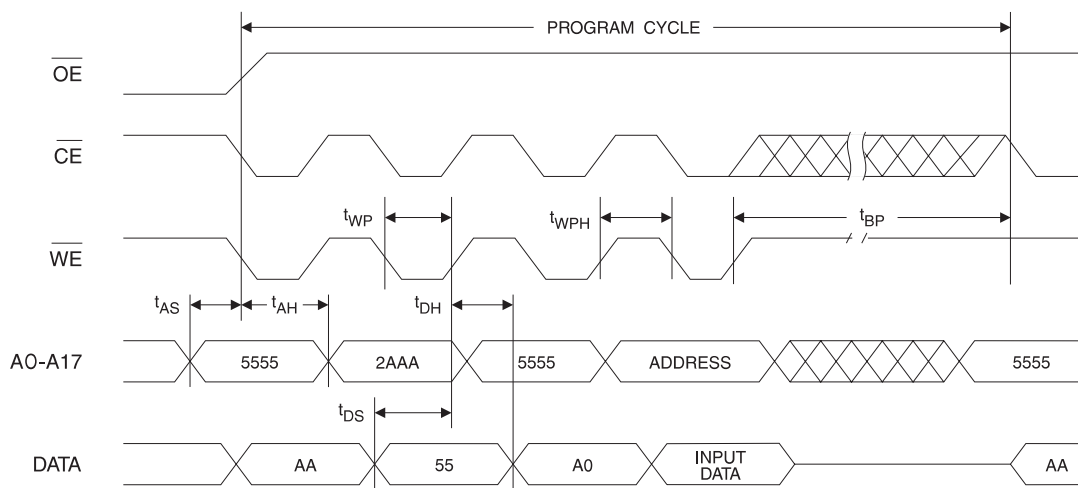 PROGRAM CYCLE
OE
CE
tWP
tWPH
tBP
WE
tAS
tAH
tDH
A0-A17
5555
2AAA
5555
ADDRESS
5555
tDS
DATA
AA
55
A0
INPUT
DATA
AA